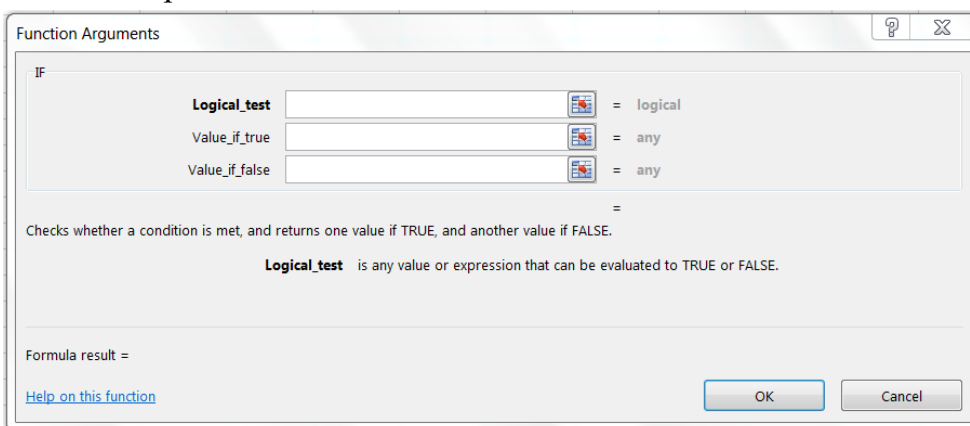 Function Arguments
IF
Logical_test = logical
Value_if_true = any
Value_if_false = any
=
Checks whether a condition is met, and returns one value if TRUE, and another value if FALSE.
Logical_test is any value or expression that can be evaluated to TRUE or FALSE.
Formula result =
Help on this function OK Cancel